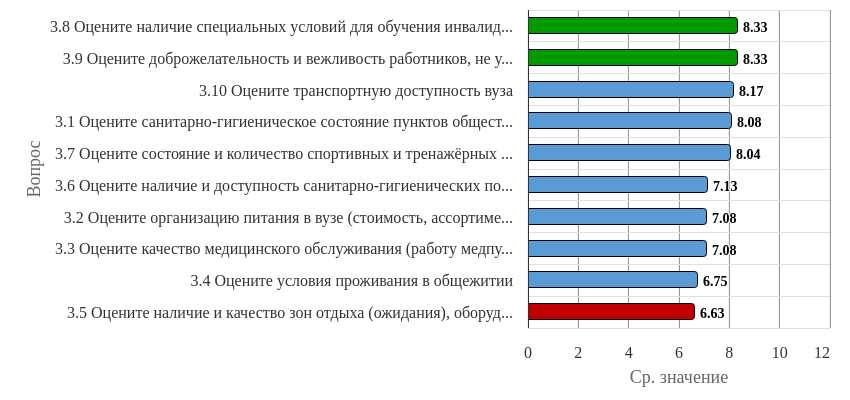 3.8 Оцените наличие специальных условий для обучения инвалид... 8.33
3.9 Оцените доброжелательность и вежливость работников, не у... 8.33
3.10 Оцените транспортную доступность вуза 8.17
3.1 Оцените санитарно-гигиеническое состояние пунктов общест... 8.08
3.7 Оцените состояние и количество спортивных и тренажёрных ... 8.04
3.6 Оцените наличие и доступность санитарно-гигиенических по... 7.13
3.2 Оцените организацию питания в вузе (стоимость, ассортиме... 7.08
3.3 Оцените качество медицинского обслуживания (работу медпу... 7.08
3.4 Оцените условия проживания в общежитии 6.75
3.5 Оцените наличие и качество зон отдыха (ожидания), оборуд... 6.63
Вопрос
0 2 4 6 8 10 12
Ср. значение